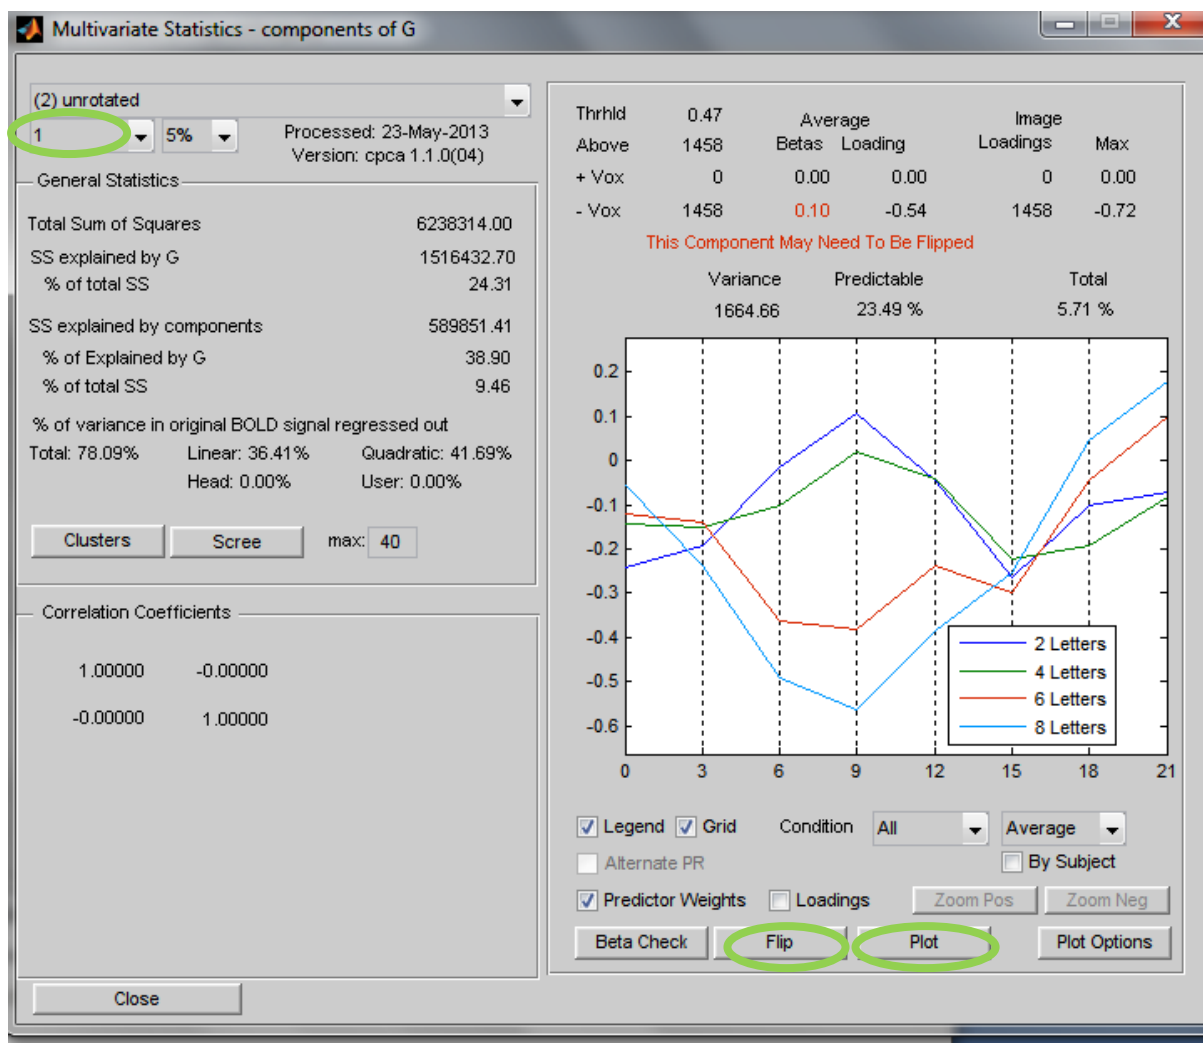 Multivariate Statistics - components of G
X
(2) unrotated
1 5% Processed: 23-May-2013
Version: cpca 1.1.0(04)
General Statistics
Total Sum of Squares 6238314.00
SS explained by G 1516432.70
% of total SS 24.31
SS explained by components 589851.41
% of Explained by G 38.90
% of total SS 9.46
% of variance in original BOLD signal regressed out
Total: 78.09% Linear: 36.41% Quadratic: 41.69%
Head: 0.00% User: 0.00%
Clusters Scree max: 40
Correlation Coefficients
1.00000 -0.00000
-0.00000 1.00000
Close
Thrhld 0.47 Average Image
Above 1458 Betas Loading Loadings Max
+ Vox 0 0.00 0.00 0 0.00
- Vox 1458 0.10 -0.54 1458 -0.72
This Component May Need To Be Flipped
Variance Predictable Total
1664.66 23.49 % 5.71 %
0.2
0.1
0
-0.1
-0.2
-0.3
-0.4
-0.5
-0.6
2 Letters
4 Letters
6 Letters
8 Letters
0 3 6 9 12 15 18 21
Legend Grid Condition All Average
Alternate PR By Subject
Predictor Weights Loadings Zoom Pos Zoom Neg
Beta Check Flip Plot Plot Options